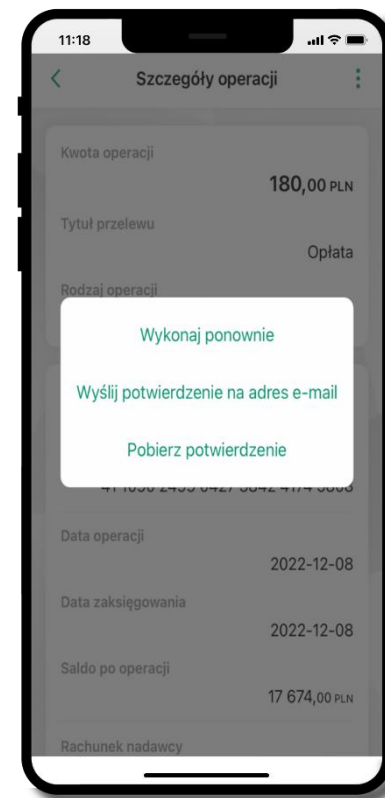 11:18
Szczegóły operacji
Kwota operacji
180,00 PLN
Tytuł przelewu
Opłata
Rodzaj operacji
Wykonaj ponownie
Wyślij potwierdzenie na adres e-mail
Pobierz potwierdzenie
Data operacji
2022-12-08
Data zaksięgowania
2022-12-08
Saldo po operacji
17 674,00 PLN
Rachunek nadawcy